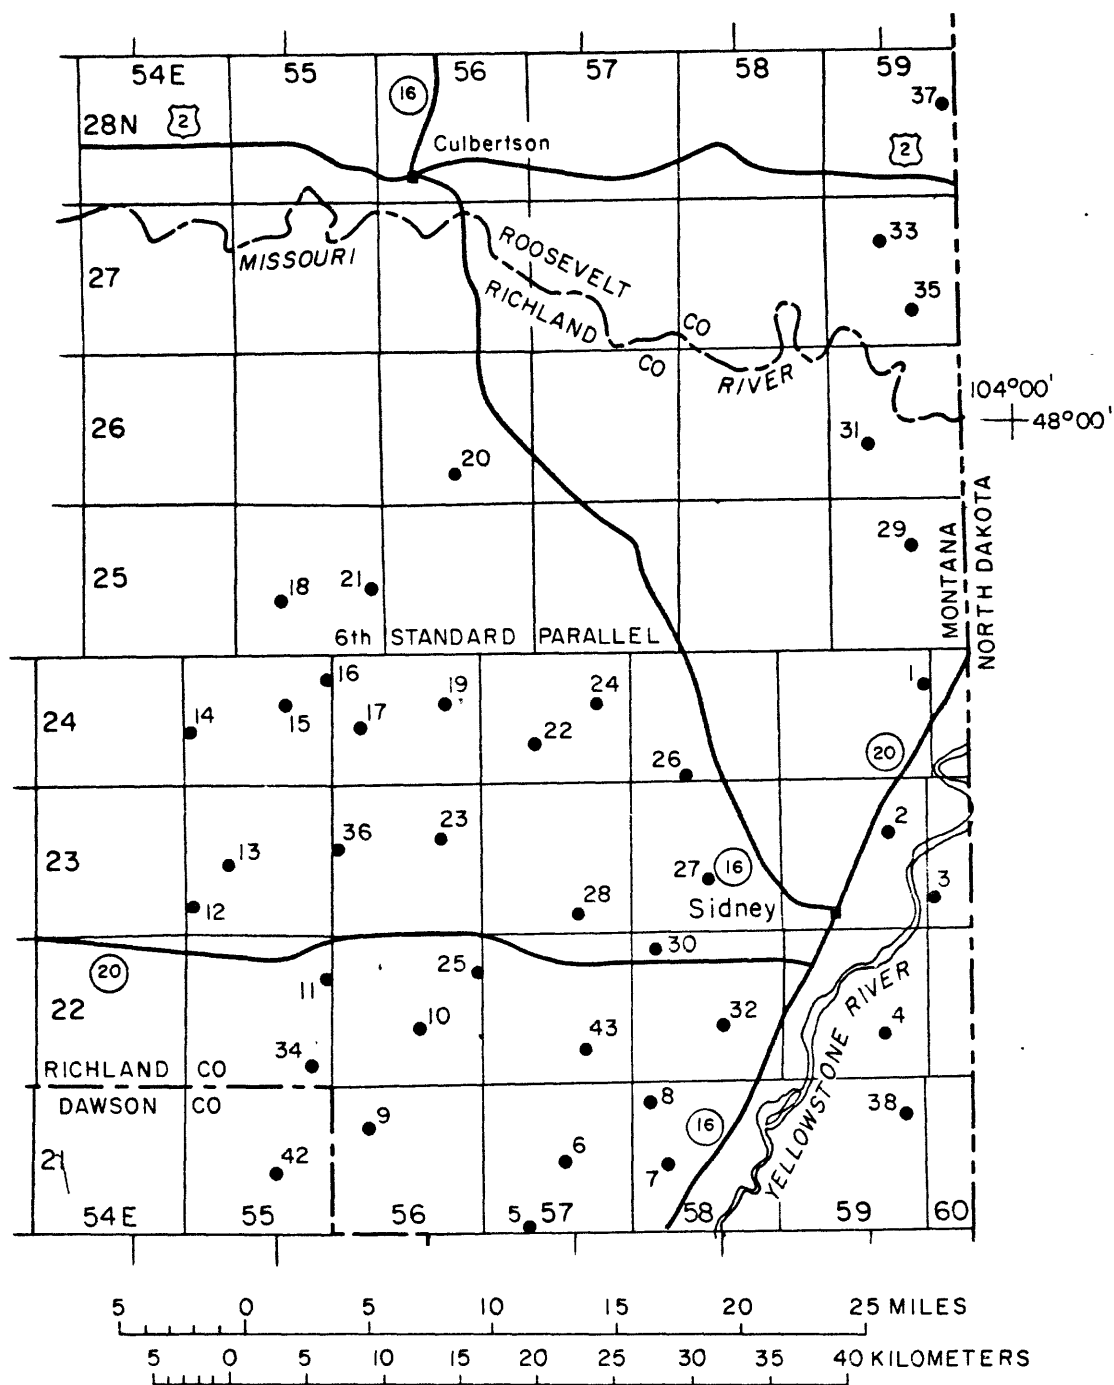 54E 55 56 57 58 59
37
16
28N 2
Culbertson
2
33
MISSOURI
ROOSEVELT CO
RICHLAND CO
27
35
RIVER
104°00'
48°00'
26
31
20
29
MONTANA
NORTH DAKOTA
25
18 21
6th STANDARD PARALLEL
16 19 24 1
24 14 15 17 22
20
26
36 23 2
23 13
27 16
3
12 28 Sidney
30
20 25
11
22 10 32 4
43
YELLOWSTONE RIVER
34
RICHLAND CO
DAWSON CO
8 38
9 16
6
21 42 7
54E 55 56 5 57 58 59 60
5 0 5 10 15 20 25 MILES
5 0 5 10 15 20 25 30 35 40 KILOMETERS